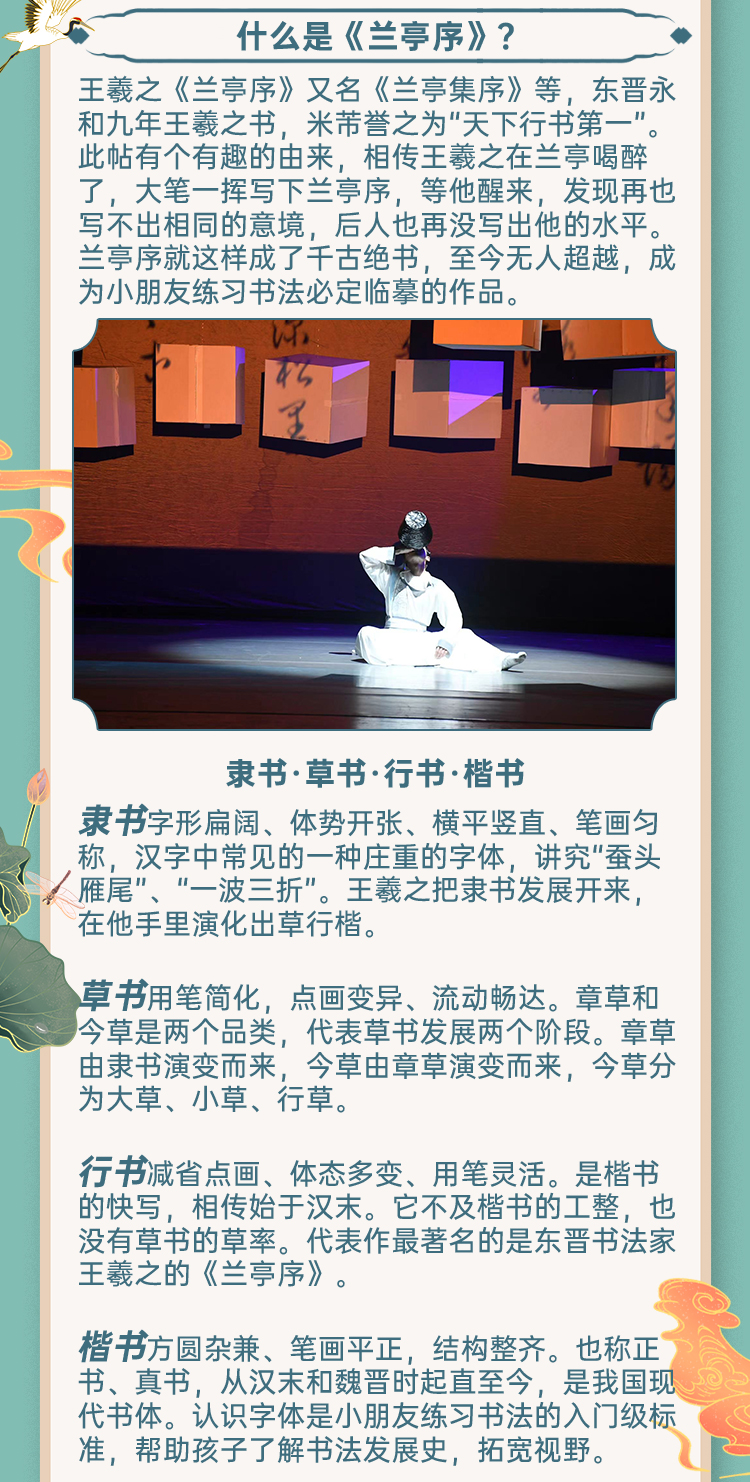 什么是《兰亭序》?
王羲之《兰亭序》又名《兰亭集序》等，东晋永
和九年王羲之书，米芾誉之为“天下行书第一”。
此帖有个有趣的由来，相传王羲之在兰亭喝醉
了，大笔一挥写下兰亭序，等他醒来，发现再也
写不出相同的意境，后人也再没写出他的水平。
兰亭序就这样成了千古绝书，至今无人超越，成
为小朋友练习书法必定临摹的作品。
深
松
里
隶书·草书·行书·楷书
隶书字形扁阔、体势开张、横平竖直、笔画匀
称，汉字中常见的一种庄重的字体，讲究“蚕头
雁尾”、“一波三折”。王羲之把隶书发展开来，
在他手里演化出草行楷。
草书用笔简化，点画变异、流动畅达。章草和
今草是两个品类，代表草书发展两个阶段。章草
由隶书演变而来，今草由章草演变而来，今草分
为大草、小草、行草。
行书减省点画、体态多变、用笔灵活。是楷书
的快写，相传始于汉末。它不及楷书的工整，也
没有草书的草率。代表作最著名的是东晋书法家
王羲之的《兰亭序》。
楷书方圆杂兼、笔画平正，结构整齐。也称正
书、真书，从汉末和魏晋时起直至今，是我国现
代书体。认识字体是小朋友练习书法的入门级标
准，帮助孩子了解书法发展史，拓宽视野。